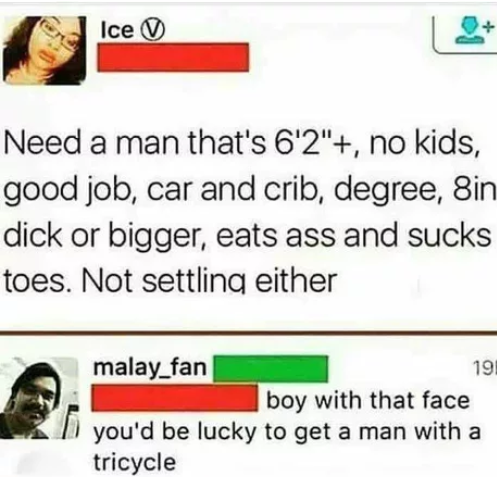 Ice Ⓥ
Need a man that's 6'2"+, no kids,
good job, car and crib, degree, 8in
dick or bigger, eats ass and sucks
toes. Not settling either
malay_fan 19
boy with that face
you'd be lucky to get a man with a
tricycle